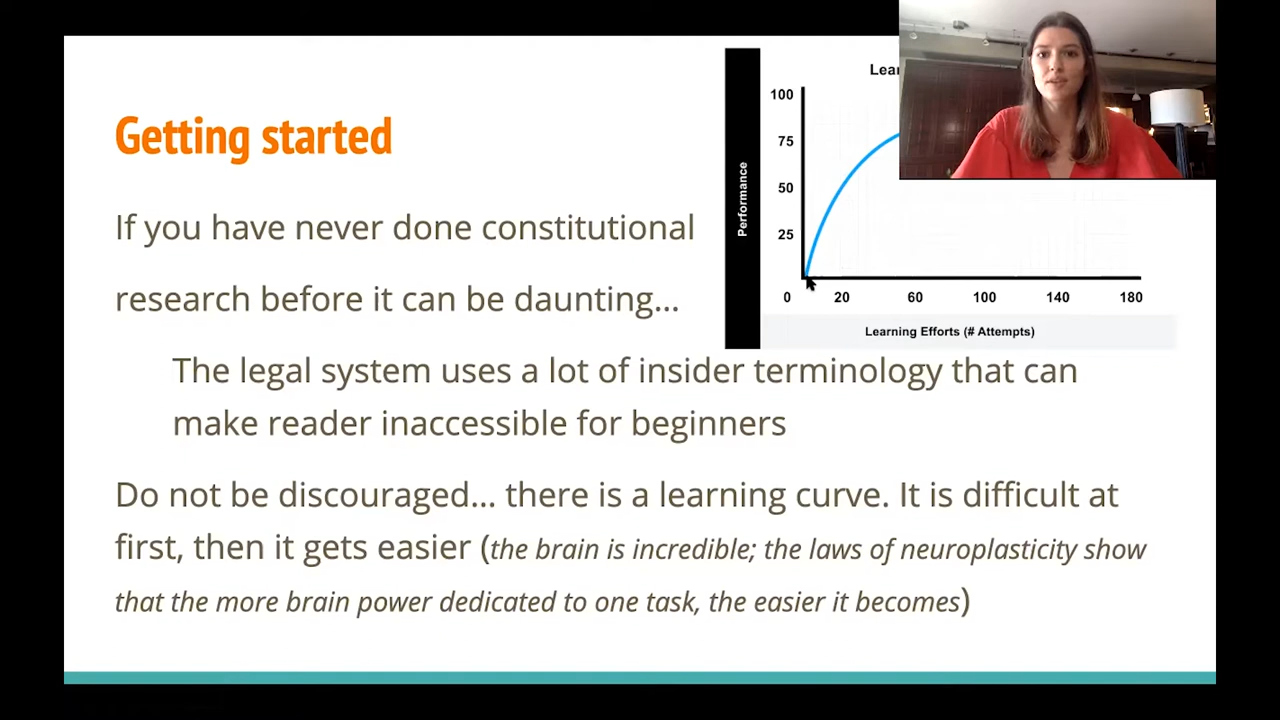 Getting started
If you have never done constitutional
research before it can be daunting...
The legal system uses a lot of insider terminology that can
make reader inaccessible for beginners
Do not be discouraged... there is a learning curve. It is difficult at
first, then it gets easier (the brain is incredible; the laws of neuroplasticity show
that the more brain power dedicated to one task, the easier it becomes)
100
75
50
25
Performance
0 20 60 100 140 180
Learning Efforts (# Attempts)